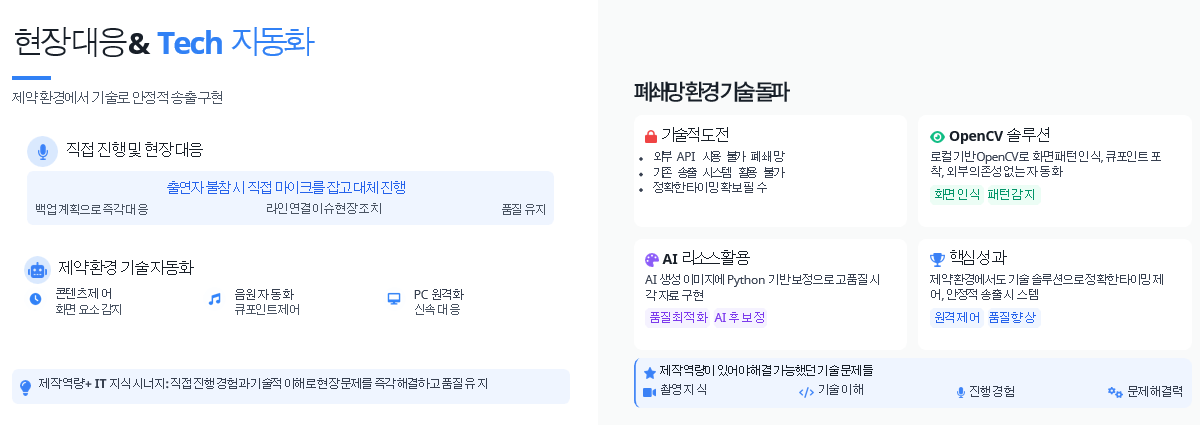 현장 대응 & Tech 자동화
제약 환경에서 기술로 안정적 송출 구현
직접 진행 및 현장 대응
출연자 불참 시 직접 마이크를 잡고 대체 진행
백업 계획으로 즉각 대응
라인 연결 이슈 현장 조치
품질 유지
제약 환경 기술 자동화
콘텐츠 제어
화면 요소 감지
음원 자동화
큐포인트 제어
PC 원격화
신속 대응
제작 역량 + IT 지식 시너지: 직접 진행 경험과 기술적 이해로 현장 문제를 즉각 해결하고 품질 유지
폐쇄망 환경 기술 돌파
기술적 도전
외부 API 사용 불가 폐쇄망
기존 송출 시스템 활용 불가
정확한 타이밍 확보 필수
OpenCV 솔루션
로컬 기반 OpenCV로 화면 패턴 인식, 큐포인트 포
착, 외부 의존성 없는 자동화
화면 인식 패턴 감지
AI 리소스 활용
AI 생성 이미지에 Python 기반 보정으로 고품질 시
각 자료 구현
품질 최적화 AI 후보정
핵심 성과
제약 환경에서도 기술 솔루션으로 정확한 타이밍 제
어, 안정적 송출 시스템
원격 제어 품질 향상
제작 역량이 있어야 해결 가능했던 기술 문제들
촬영 지식
기술 이해
진행 경험
문제 해결력